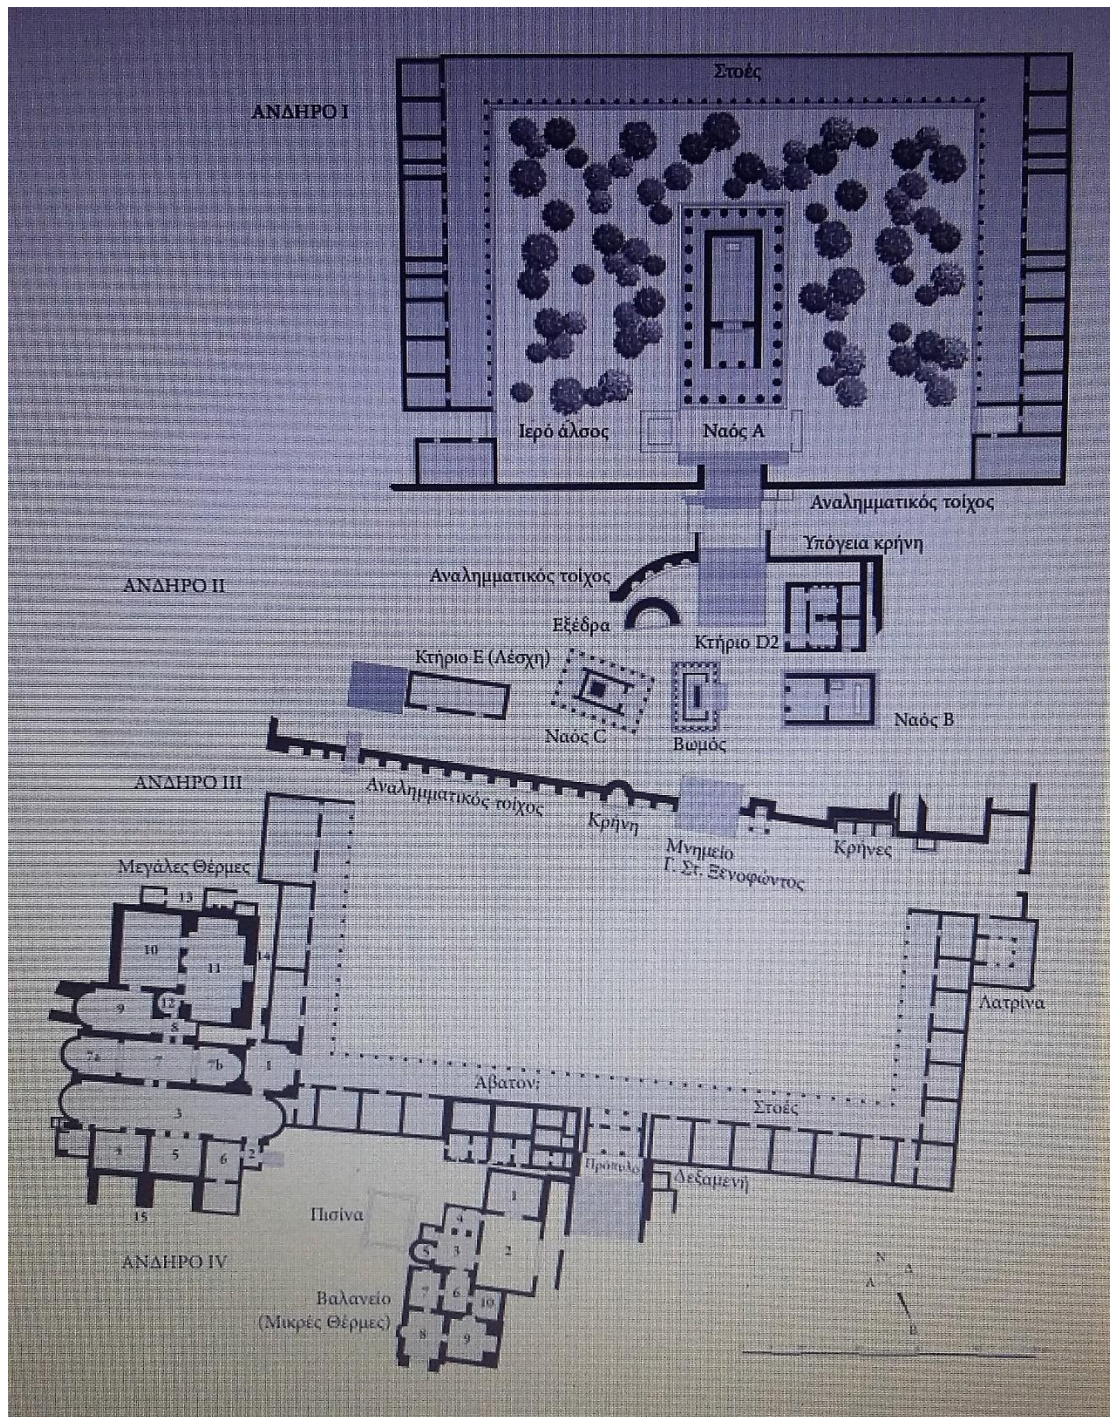 Στοές
ΑΝΔΗΡΟ Ι
Ιερό άλσος
Ναός Α
Αναλημματικός τοίχος
Υπόγεια κρήνη
Αναλημματικός τοίχος
ΑΝΔΗΡΟ ΙΙ
Εξέδρα
Κτήριο D2
Κτήριο Ε (Λέσχη)
Ναός Β
Ναός C
Βωμός
ΑΝΔΗΡΟ ΙΙΙ
Αναλημματικός τοίχος
Κρήνη
Μνημείο
Γ. Στ. Ξενοφώντος
Κρήνες
Μεγάλες Θέρμες
13
10
11
14
9
12
8
7a
7
7b
1
Λατρίνα
Άβατον;
Στοές
3
4
5
6
2
15
Πρόπυλο
Δεξαμενή
Πισίνα
1
4
5
3
2
ΑΝΔΗΡΟ IV
Βαλανείο
(Μικρές Θέρμες)
7
6
10
8
9
Ν
Δ
Α
Β